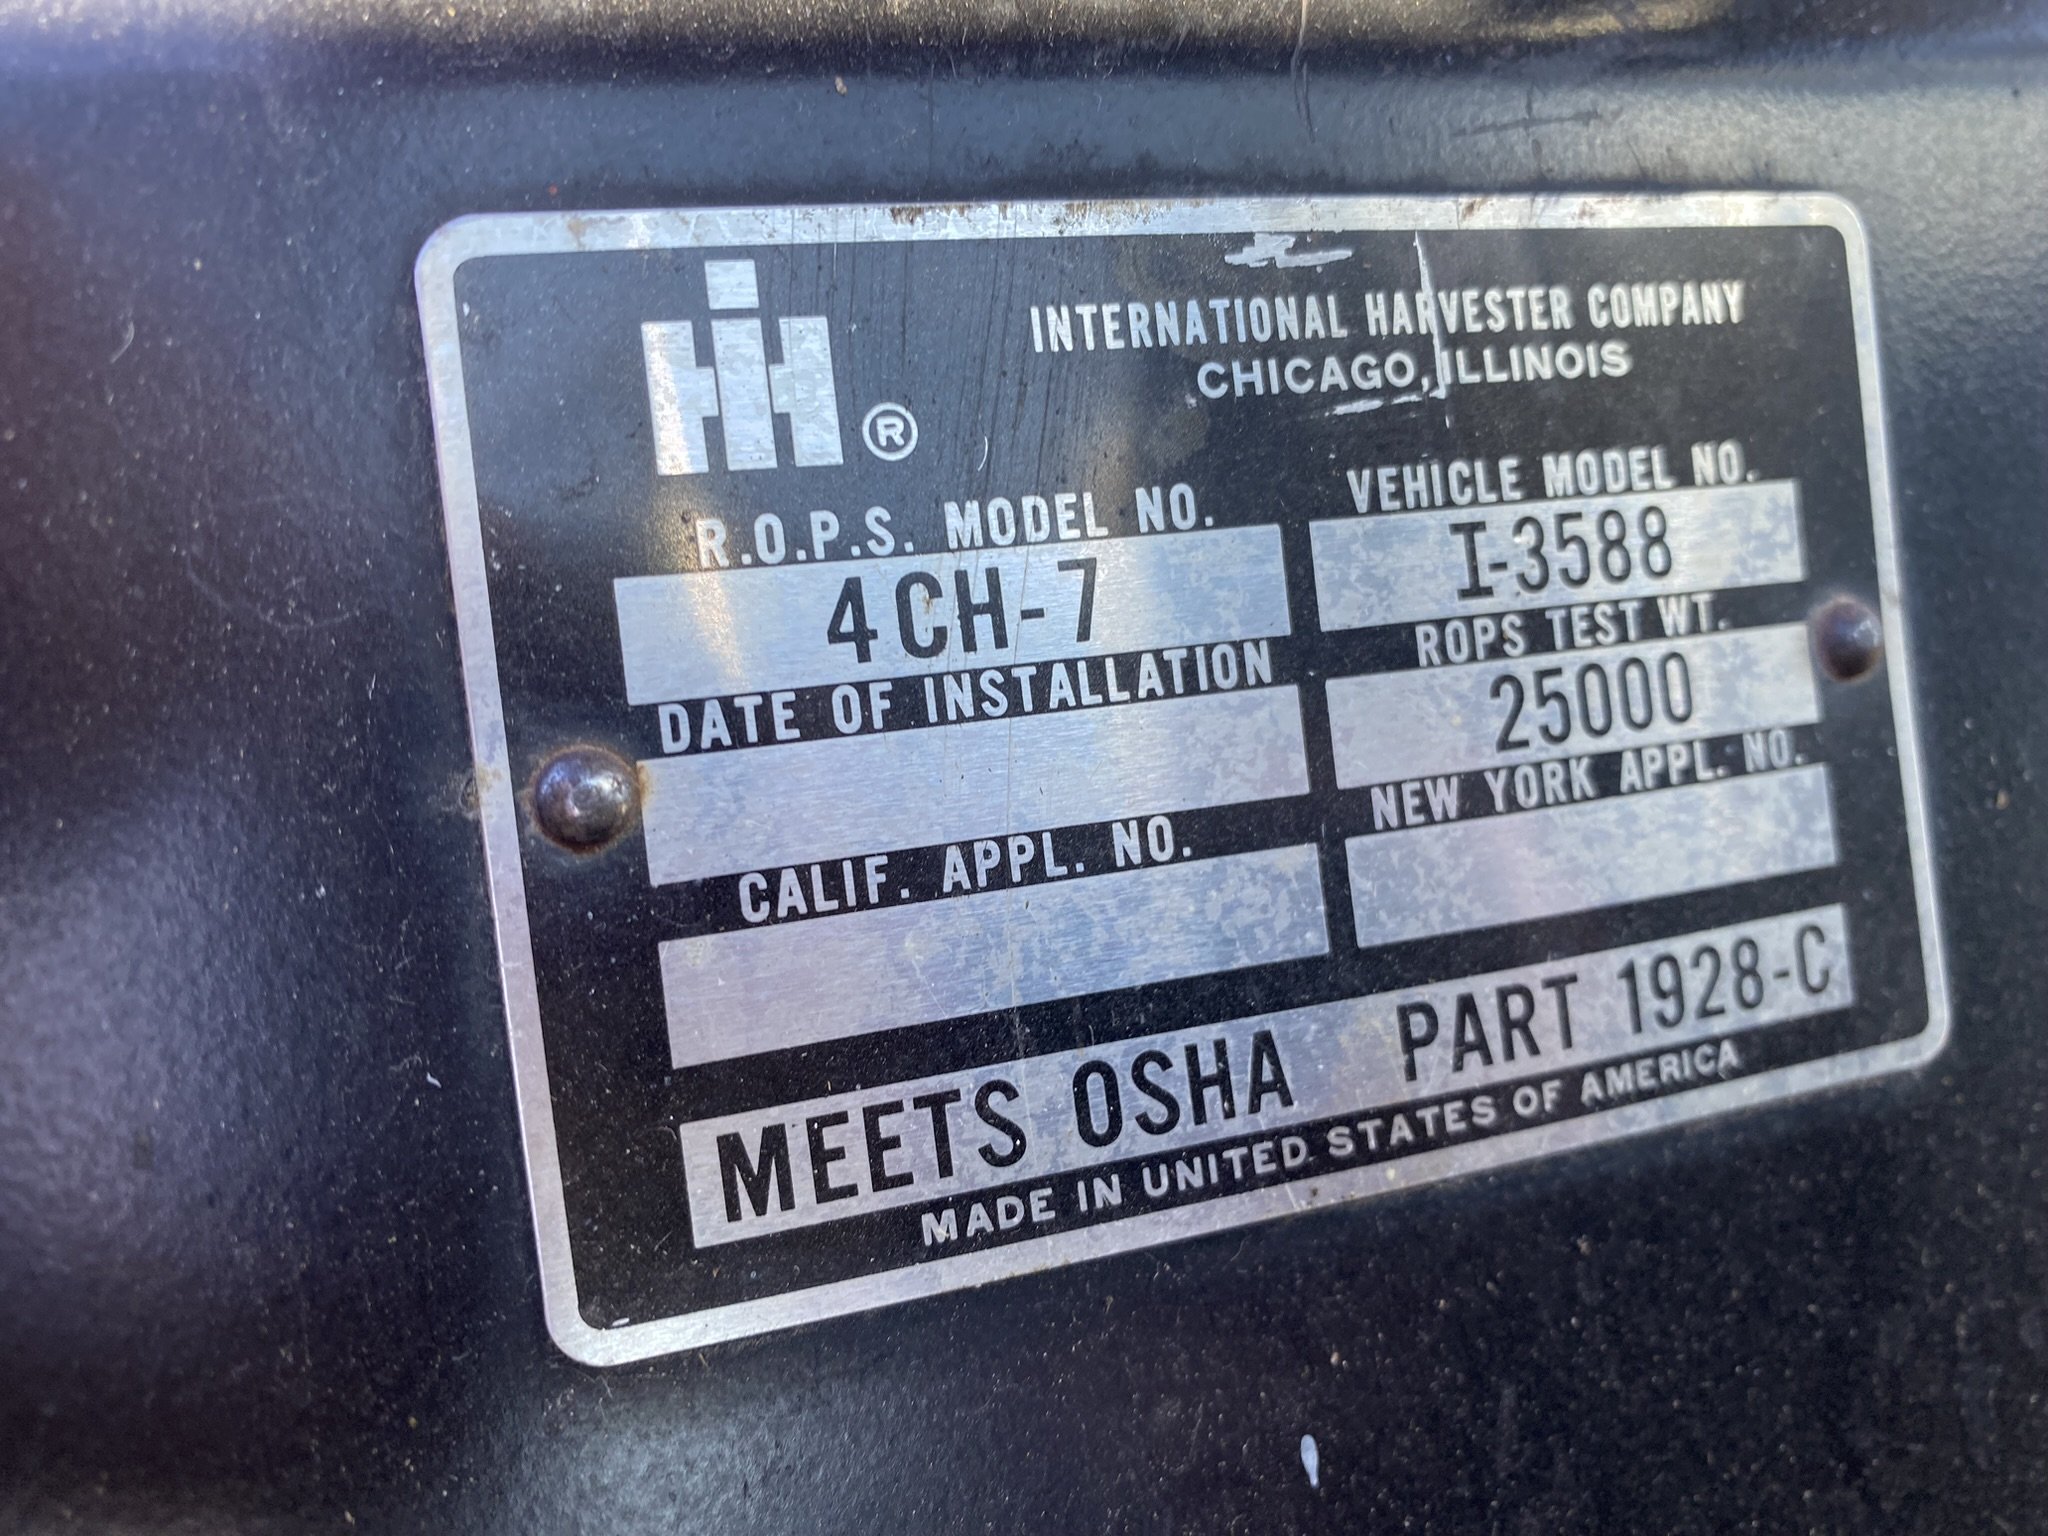 IH ®
INTERNATIONAL HARVESTER COMPANY
CHICAGO, ILLINOIS
R.O.P.S. MODEL NO.
4CH-7
VEHICLE MODEL NO.
I-3588
DATE OF INSTALLATION
ROPS TEST WT.
25000
CALIF. APPL. NO.
NEW YORK APPL. NO.
MEETS OSHA PART 1928-C
MADE IN UNITED STATES OF AMERICA